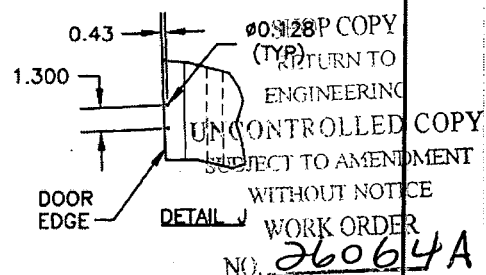 0.43
ø0.128
(TYP)
1.300
DOOR
EDGE
DETAIL J
SHOP COPY
RETURN TO
ENGINEERING
UNCONTROLLED COPY
SUBJECT TO AMENDMENT
WITHOUT NOTICE
WORK ORDER
NO. 26064A